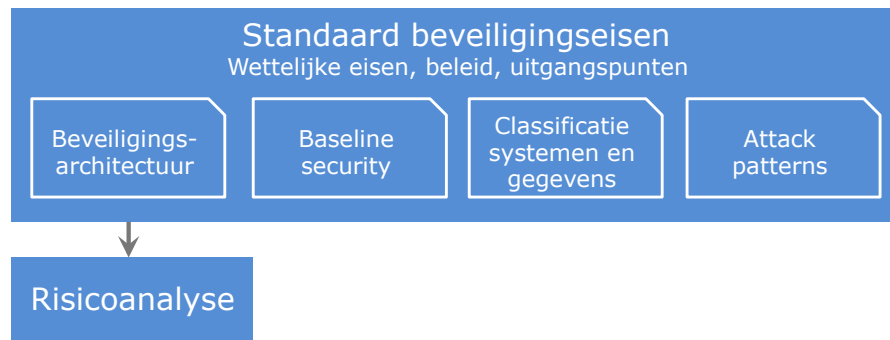 Standaard beveiligingseisen
Wettelijke eisen, beleid, uitgangspunten
Beveiligings-
architectuur
Baseline
security
Classificatie
systemen en
gegevens
Attack
patterns
Risicoanalyse